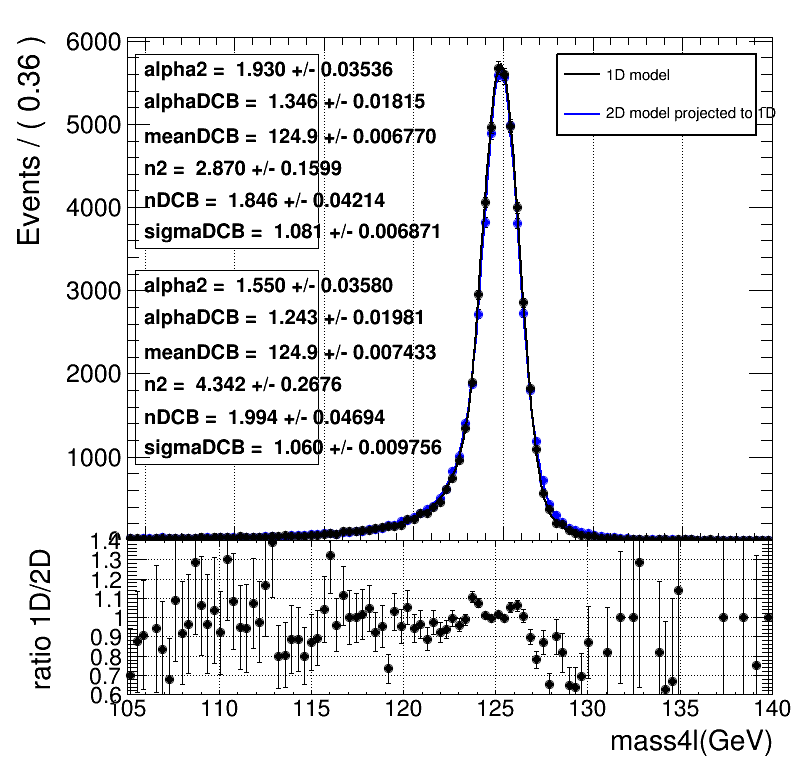 Events / ( 0.36 )
6000
5000
4000
3000
2000
1000
0
alpha2 = 1.930 +/- 0.03536
alphaDCB = 1.346 +/- 0.01815
meanDCB = 124.9 +/- 0.006770
n2 = 2.870 +/- 0.1599
nDCB = 1.846 +/- 0.04214
sigmaDCB = 1.081 +/- 0.006871
alpha2 = 1.550 +/- 0.03580
alphaDCB = 1.243 +/- 0.01981
meanDCB = 124.9 +/- 0.007433
n2 = 4.342 +/- 0.2676
nDCB = 1.994 +/- 0.04694
sigmaDCB = 1.060 +/- 0.009756
1D model
2D model projected to 1D
ratio 1D/2D
1.4
1.3
1.2
1.1
1
0.9
0.8
0.7
0.6
105 110 115 120 125 130 135 140
mass4l(GeV)